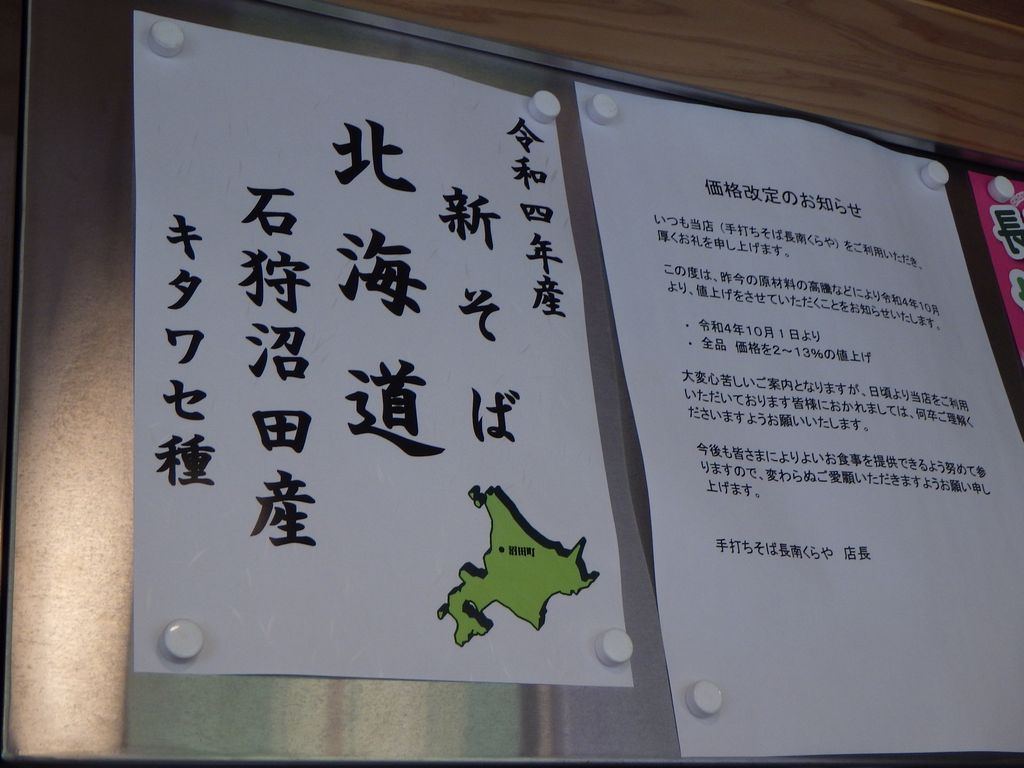 令和四年産
新そば
北海道
石狩沼田産
キタワセ種
沼田町
価格改定のお知らせ
いつも当店(手打ちそば長南くらや)をご利用いただき、
厚くお礼を申し上げます。
この度は、昨今の原材料の高騰などにより令和4年10月
より、値上げをさせていただくことをお知らせいたします。
・ 令和4年10月1日より
・ 全品 価格を2~13%の値上げ
大変心苦しいご案内となりますが、日頃より当店をご利用
いただいております皆様におかれましては、何卒ご理解く
ださいますようお願いいたします。
今後も皆さまによりよいお食事を提供できるよう努めて参
りますので、変わらぬご愛顧いただきますようお願い申し
上げます。
手打ちそば長南くらや 店長
長